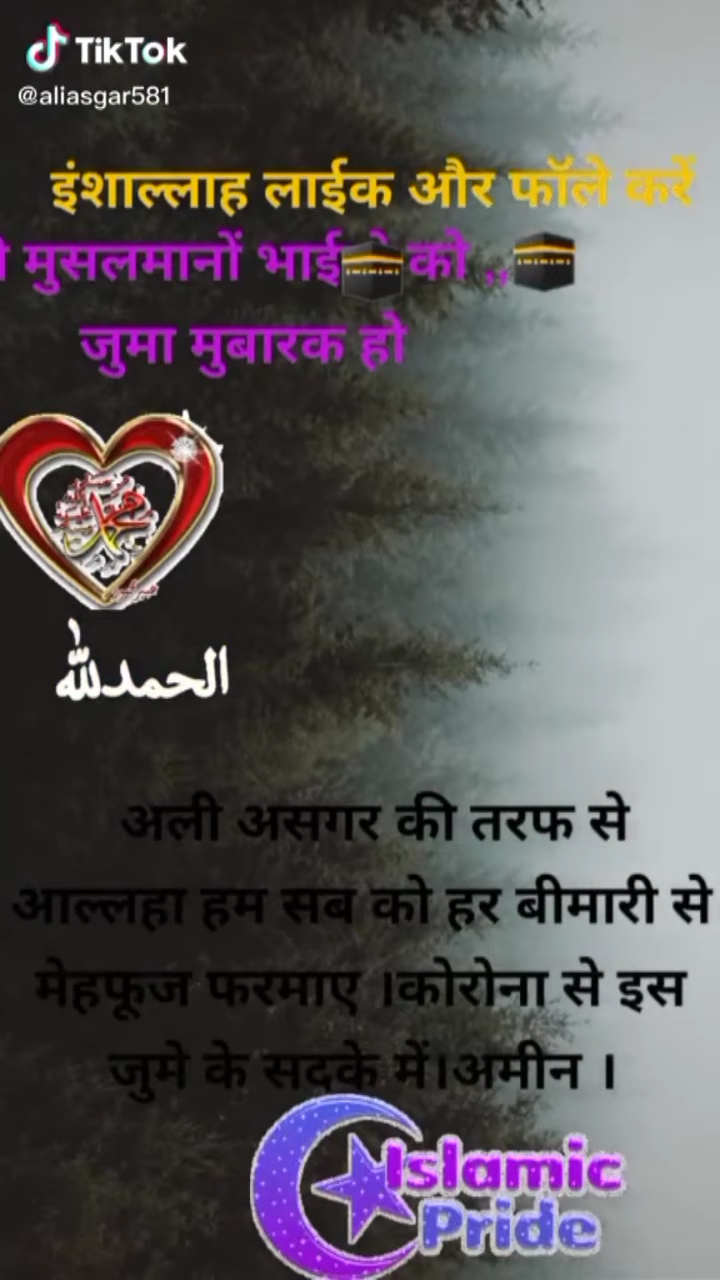 TikTok
@aliasgar581
इंशाल्लाह लाईक और फॉले करें
मुसलमानों भाई को ,,
जुमा मुबारक हो
محمد
الحمدلله
अली असगर की तरफ से
आल्लहा हम सब को हर बीमारी से
मेहफूज फरमाए ।कोरोना से इस
जुमे के सदके में।अमीन ।
Islamic
Pride